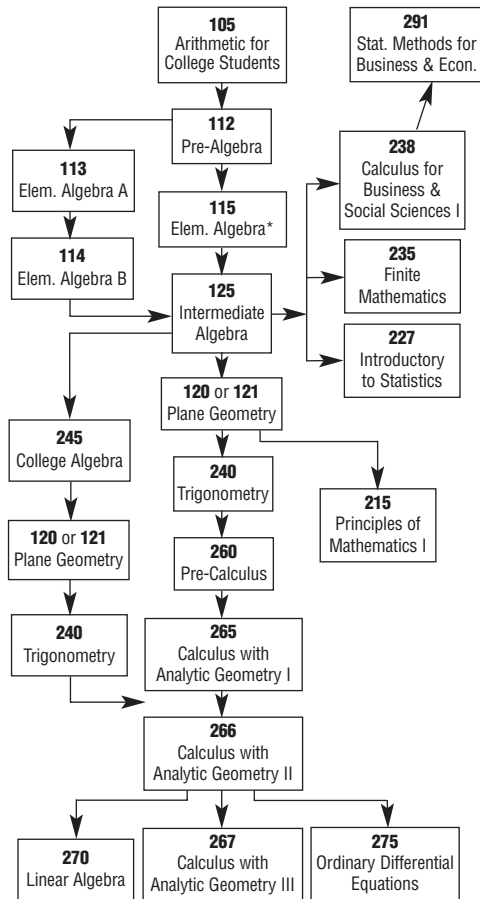 105
Arithmetic for
College Students
291
Stat. Methods for
Business & Econ.
112
Pre-Algebra
113
Elem. Algebra A
238
Calculus for
Business &
Social Sciences I
115
Elem. Algebra*
114
Elem. Algebra B
125
Intermediate
Algebra
235
Finite
Mathematics
227
Introductory
to Statistics
120 or 121
Plane Geometry
245
College Algebra
240
Trigonometry
215
Principles of
Mathematics I
120 or 121
Plane Geometry
260
Pre-Calculus
240
Trigonometry
265
Calculus with
Analytic Geometry I
266
Calculus with
Analytic Geometry II
270
Linear Algebra
267
Calculus with
Analytic Geometry III
275
Ordinary Differential
Equations